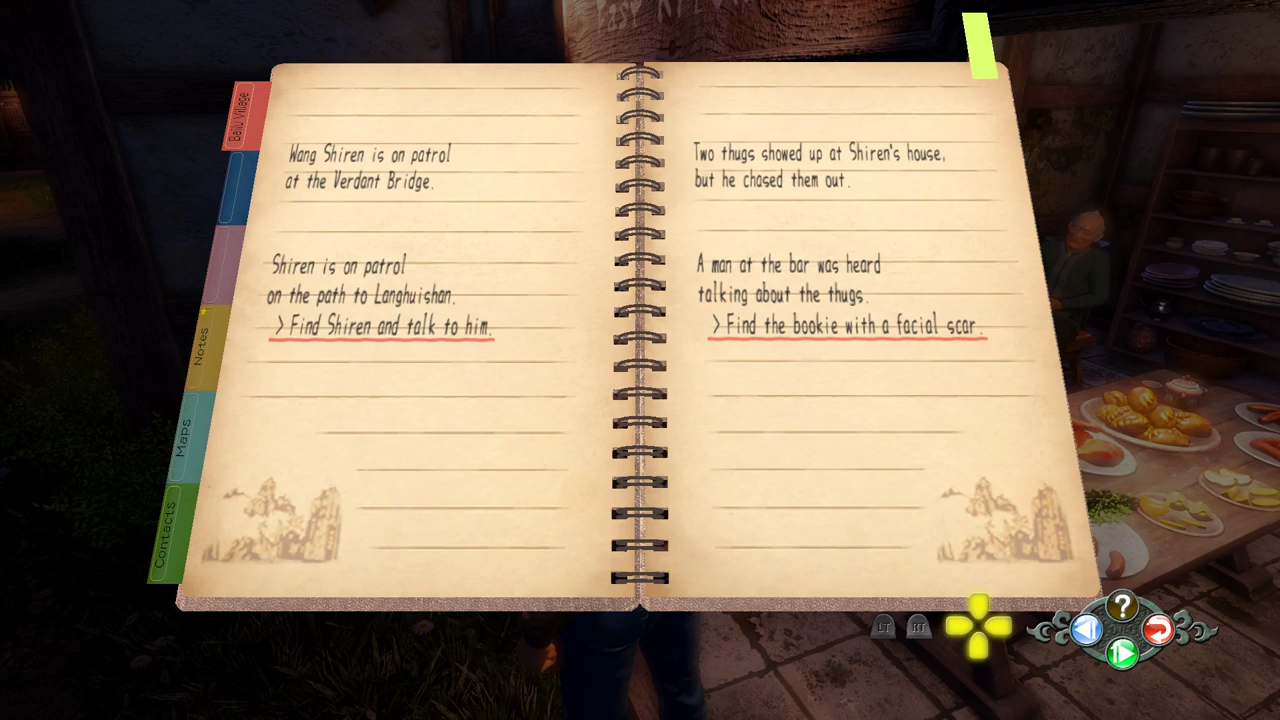 Bailu Village
Notes
Maps
Contacts
Wang Shiren is on patrol
at the Verdant Bridge.
Shiren is on patrol
on the path to Langhuishan.
> Find Shiren and talk to him.
Two thugs showed up at Shiren's house,
but he chased them out.
A man at the bar was heard
talking about the thugs.
> Find the bookie with a facial scar.
LT
RT
?